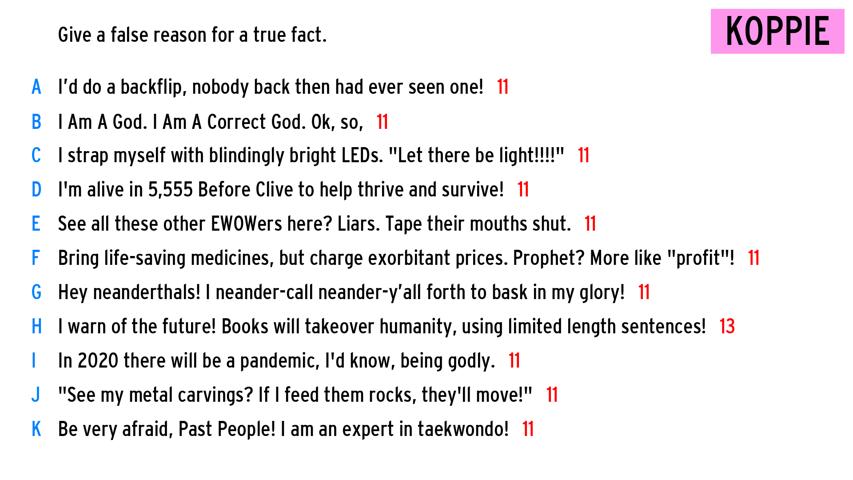 Give a false reason for a true fact.
KOPPIE
A I'd do a backflip, nobody back then had ever seen one! 11
B I Am A God. I Am A Correct God. Ok, so, 11
C I strap myself with blindingly bright LEDs. "Let there be light!!!!" 11
D I'm alive in 5,555 Before Clive to help thrive and survive! 11
E See all these other EWOWers here? Liars. Tape their mouths shut. 11
F Bring life-saving medicines, but charge exorbitant prices. Prophet? More like "profit"! 11
G Hey neanderthals! I neander-call neander-y'all forth to bask in my glory! 11
H I warn of the future! Books will takeover humanity, using limited length sentences! 13
I In 2020 there will be a pandemic, I'd know, being godly. 11
J "See my metal carvings? If I feed them rocks, they'll move!" 11
K Be very afraid, Past People! I am an expert in taekwondo! 11